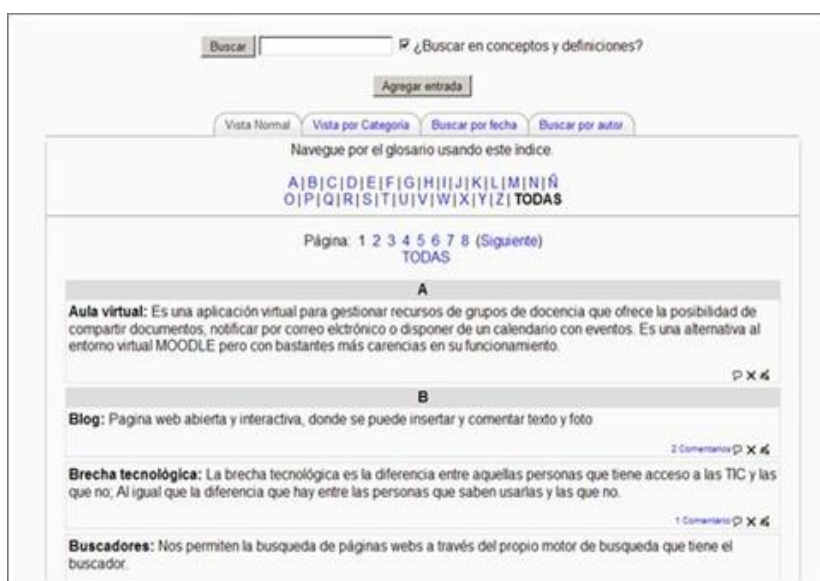 Buscar ¿Buscar en conceptos y definiciones?
Agregar entrada
Vista Normal Vista por Categoría Buscar por fecha Buscar por autor
Navegue por el glosario usando este índice.
A|B|C|D|E|F|G|H|I|J|K|L|M|N|Ñ
O|P|Q|R|S|T|U|V|W|X|Y|Z|TODAS
Página: 1 2 3 4 5 6 7 8 (Siguiente)
TODAS
A
Aula virtual: Es una aplicación virtual para gestionar recursos de grupos de docencia que ofrece la posibilidad de
compartir documentos, notificar por correo elctrónico o disponer de un calendario con eventos. Es una alternativa al
entorno virtual MOODLE pero con bastantes más carencias en su funcionamiento.
B
Blog: Pagina web abierta y interactiva, donde se puede insertar y comentar texto y foto
2 Comentarios
Brecha tecnológica: La brecha tecnológica es la diferencia entre aquellas personas que tiene acceso a las TIC y las
que no; Al igual que la diferencia que hay entre las personas que saben usarlas y las que no.
1 Comentario
Buscadores: Nos permiten la busqueda de páginas webs a través del propio motor de busqueda que tiene el
buscador.